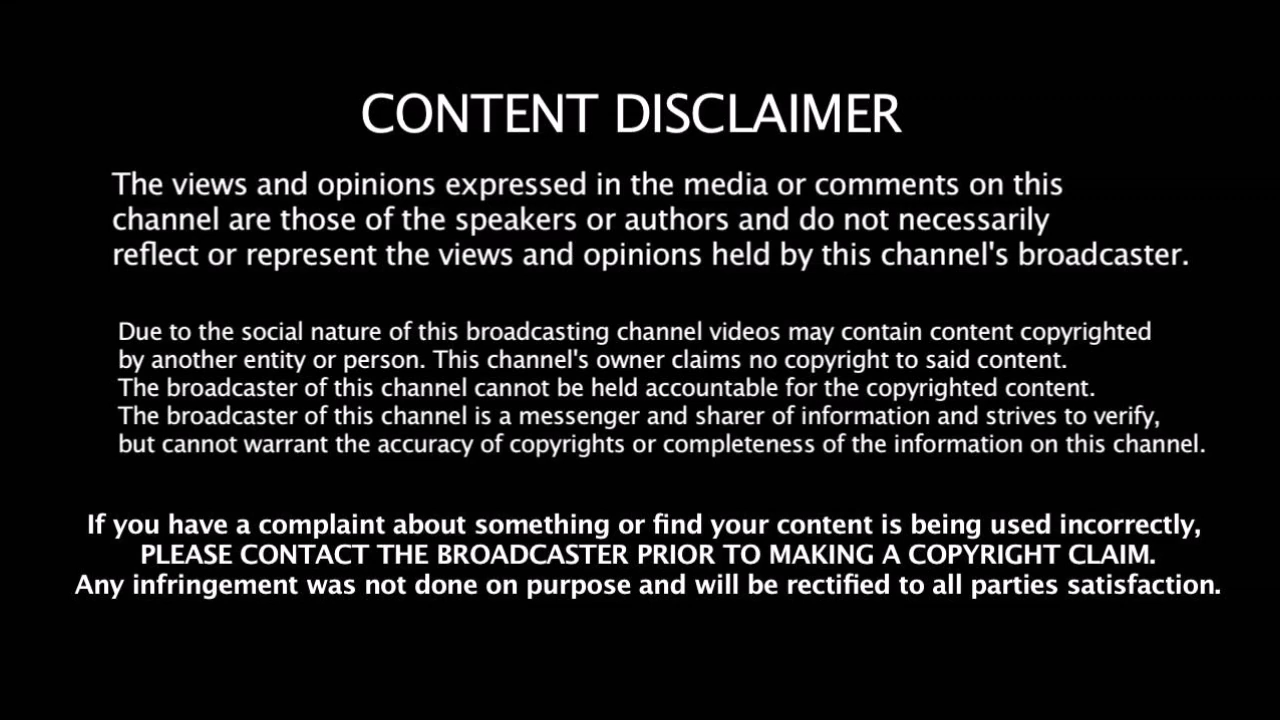 CONTENT DISCLAIMER
The views and opinions expressed in the media or comments on this
channel are those of the speakers or authors and do not necessarily
reflect or represent the views and opinions held by this channel's broadcaster.
Due to the social nature of this broadcasting channel videos may contain content copyrighted
by another entity or person. This channel's owner claims no copyright to said content.
The broadcaster of this channel cannot be held accountable for the copyrighted content.
The broadcaster of this channel is a messenger and sharer of information and strives to verify,
but cannot warrant the accuracy of copyrights or completeness of the information on this channel.
If you have a complaint about something or find your content is being used incorrectly,
PLEASE CONTACT THE BROADCASTER PRIOR TO MAKING A COPYRIGHT CLAIM.
Any infringement was not done on purpose and will be rectified to all parties satisfaction.